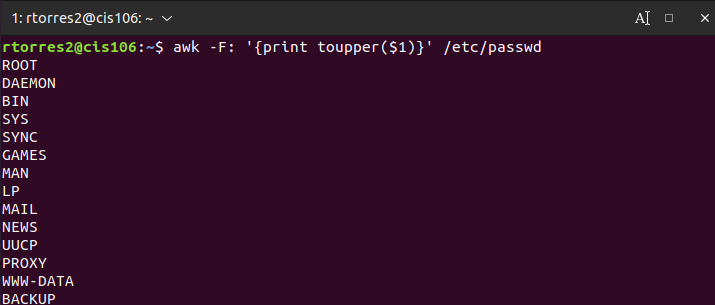 1: rtorres2@cis106: ~
rtorres2@cis106:~$ awk -F: '{print toupper($1)}' /etc/passwd
ROOT
DAEMON
BIN
SYS
SYNC
GAMES
MAN
LP
MAIL
NEWS
UUCP
PROXY
WWW-DATA
BACKUP